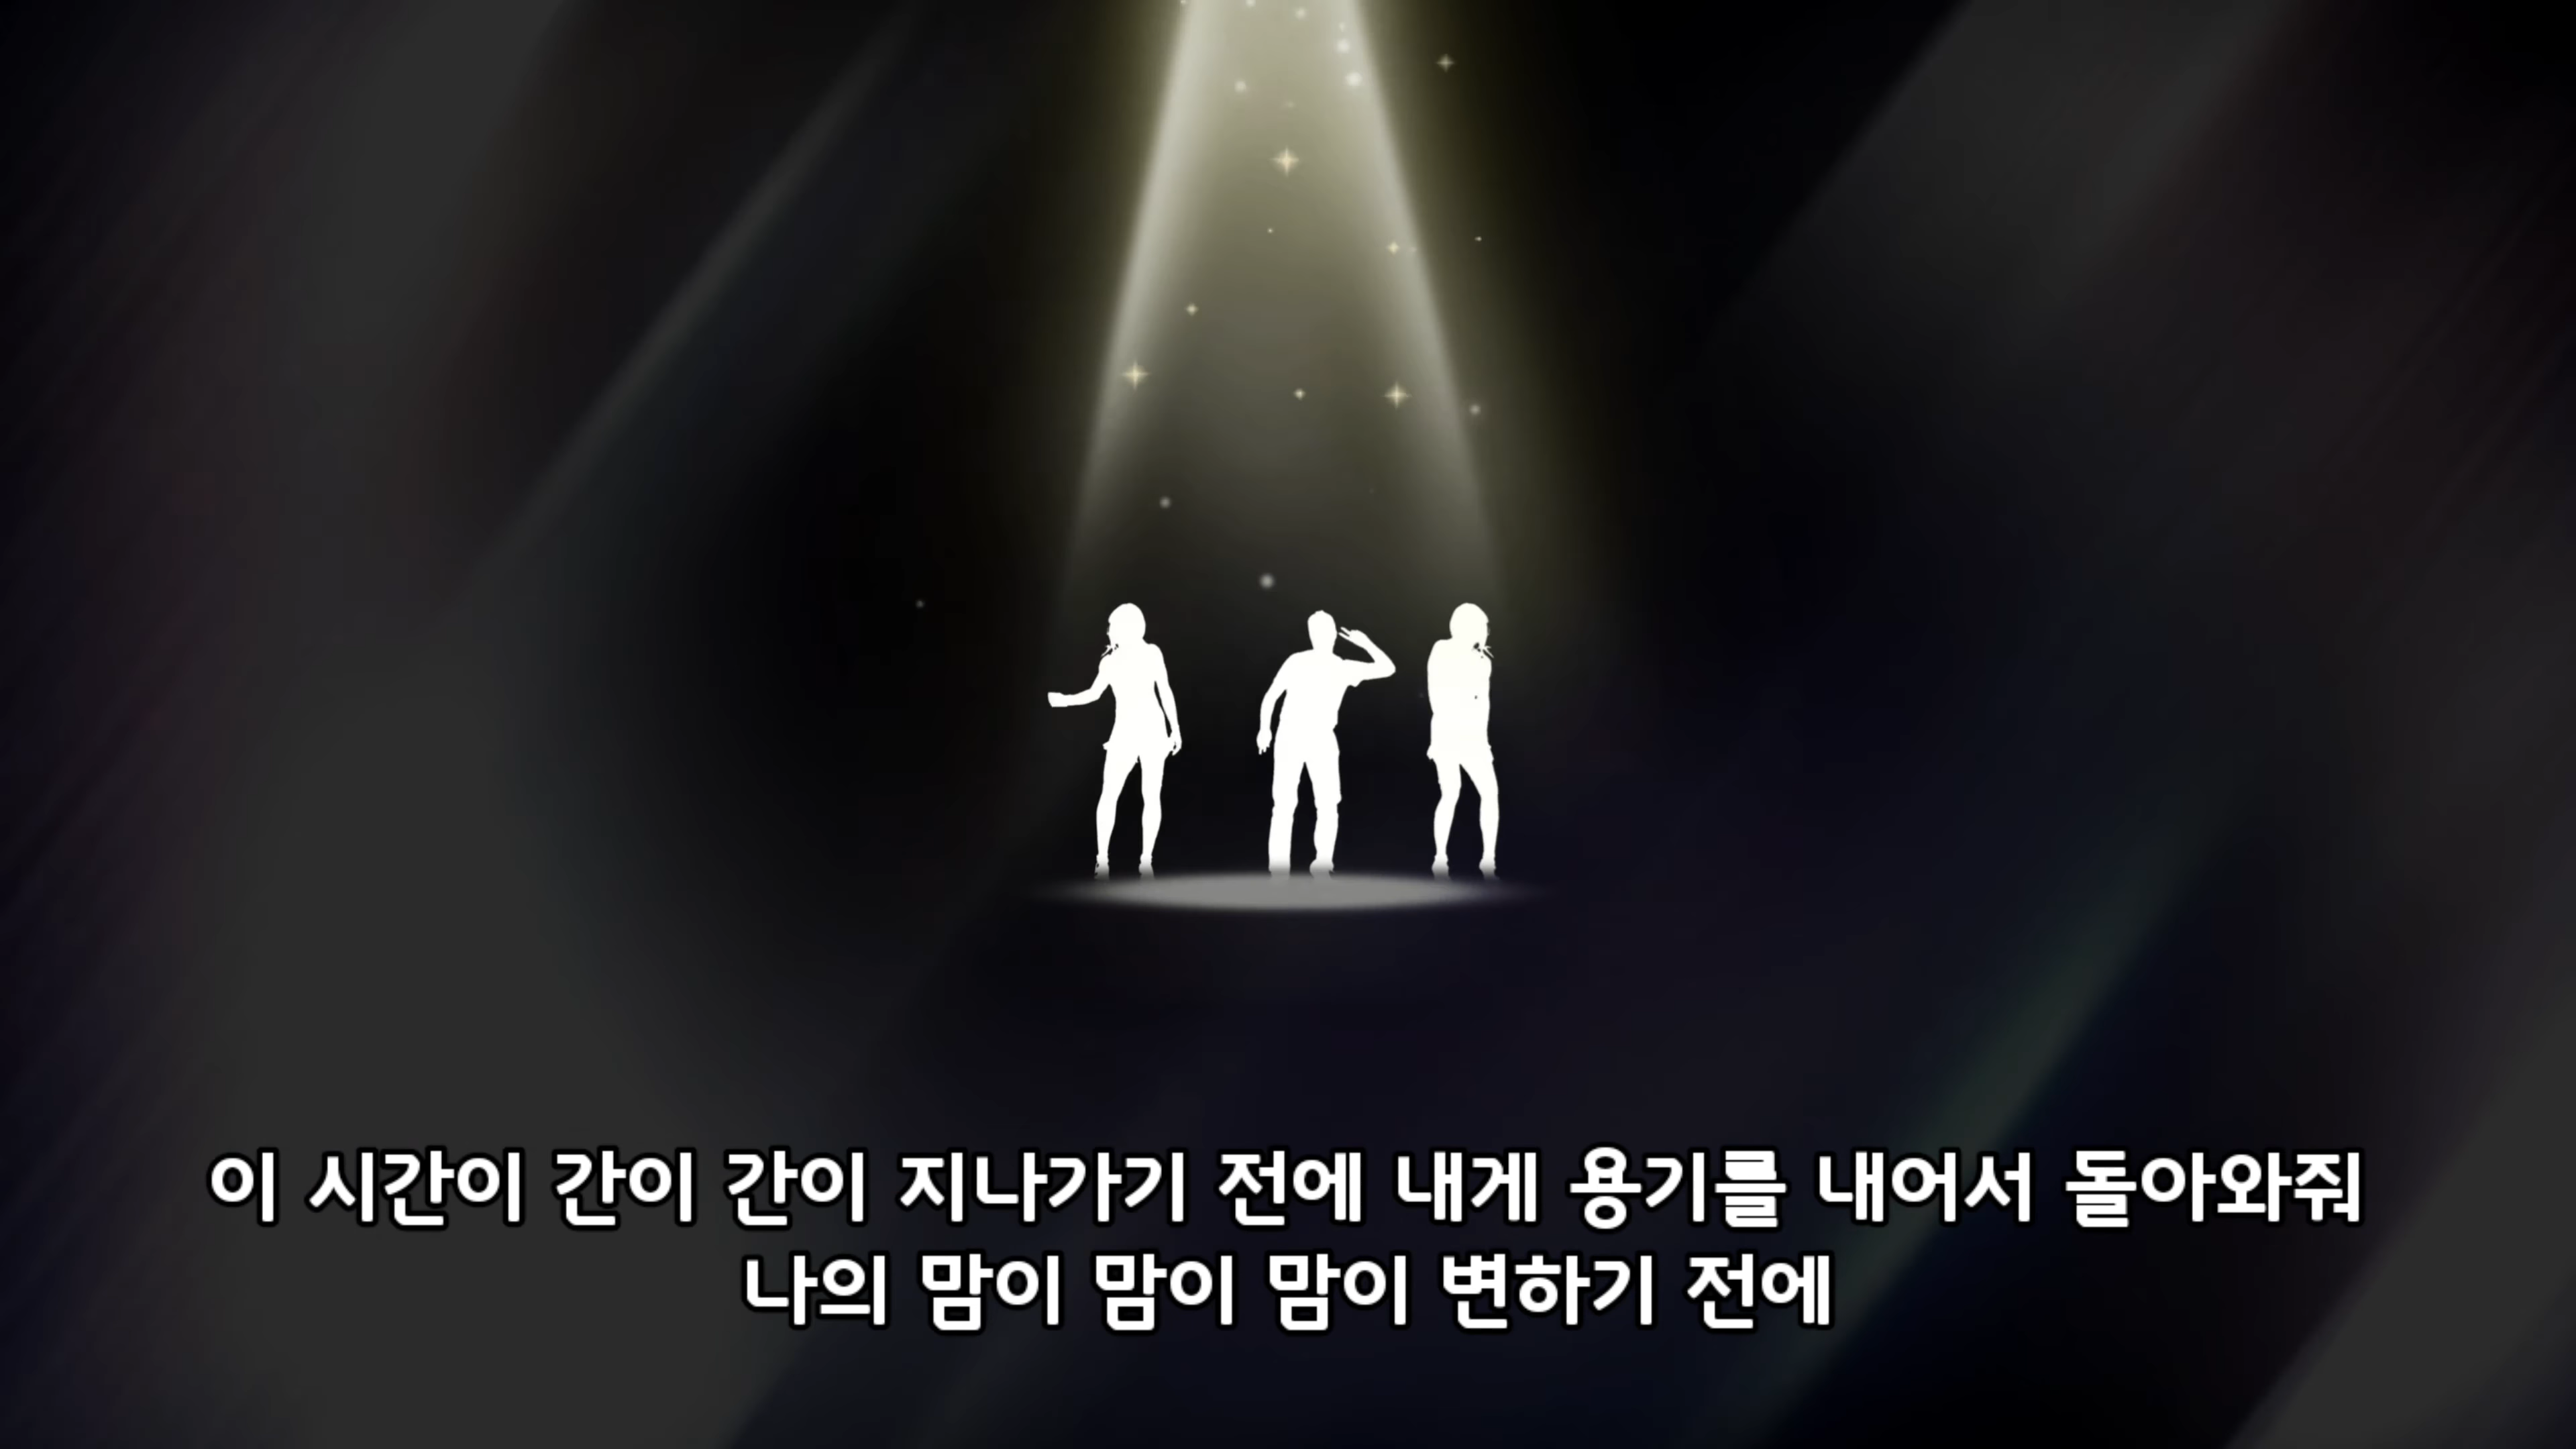 이 시간이 간이 간이 지나가기 전에 내게 용기를 내어서 돌아와줘
나의 맘이 맘이 맘이 변하기 전에